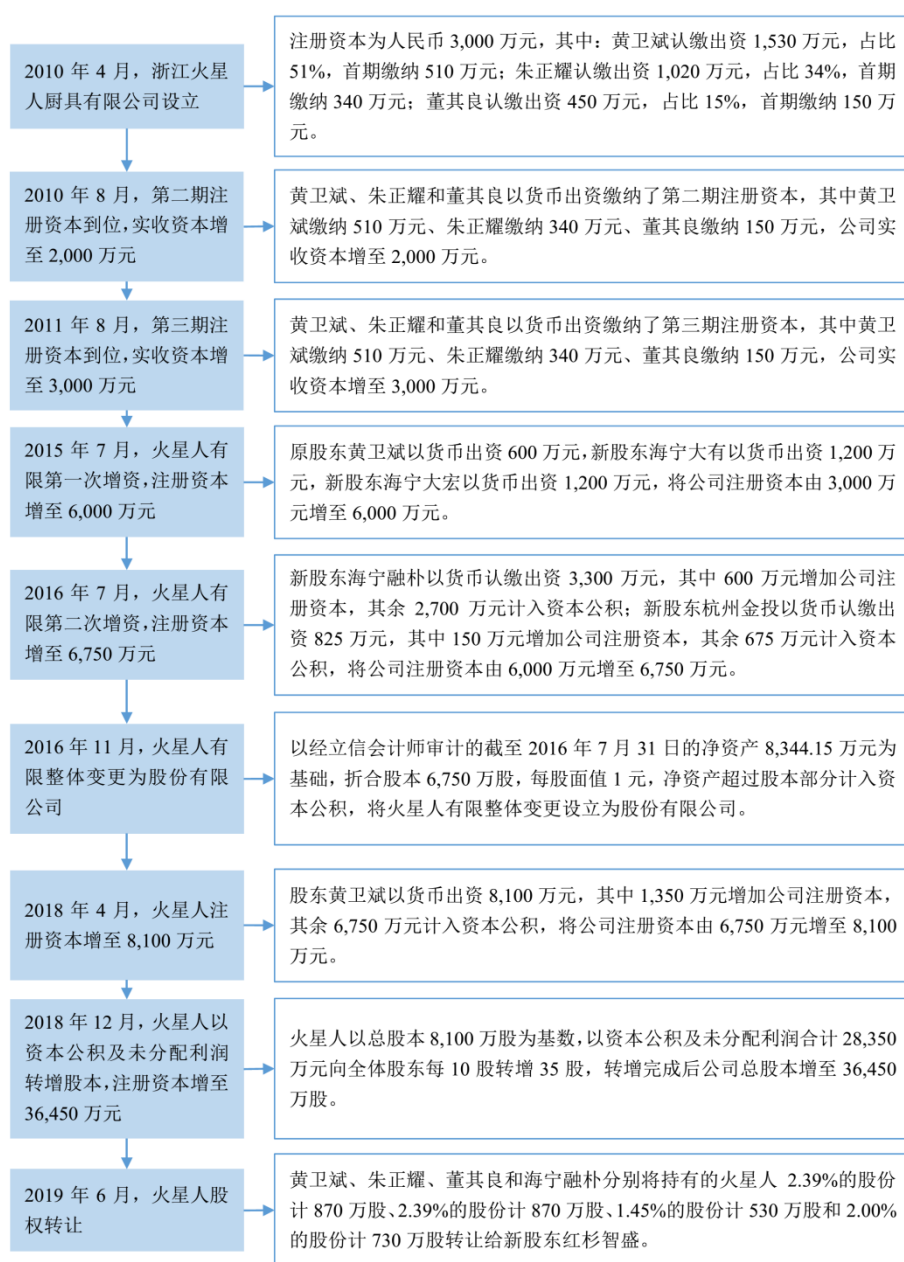 2010 年 4 月，浙江火星
人厨具有限公司设立
注册资本为人民币 3,000 万元，其中：黄卫斌认缴出资 1,530 万元，占比
51%，首期缴纳 510 万元；朱正耀认缴出资 1,020 万元，占比 34%，首期
缴纳 340 万元；董其良认缴出资 450 万元，占比 15%，首期缴纳 150 万
元。
2010 年 8 月，第二期注
册资本到位，实收资本增
至 2,000 万元
黄卫斌、朱正耀和董其良以货币出资缴纳了第二期注册资本，其中黄卫
斌缴纳 510 万元、朱正耀缴纳 340 万元、董其良缴纳 150 万元，公司实
收资本增至 2,000 万元。
2011 年 8 月，第三期注
册资本到位，实收资本增
至 3,000 万元
黄卫斌、朱正耀和董其良以货币出资缴纳了第三期注册资本，其中黄卫
斌缴纳 510 万元、朱正耀缴纳 340 万元、董其良缴纳 150 万元，公司实
收资本增至 3,000 万元。
2015 年 7 月，火星人有
限第一次增资，注册资本
增至 6,000 万元
原股东黄卫斌以货币出资 600 万元，新股东海宁大有以货币出资 1,200 万
元，新股东海宁大宏以货币出资 1,200 万元，将公司注册资本由 3,000 万
元增至 6,000 万元。
2016 年 7 月，火星人有
限第二次增资，注册资本
增至 6,750 万元
新股东海宁融朴以货币认缴出资 3,300 万元，其中 600 万元增加公司注
册资本，其余 2,700 万元计入资本公积；新股东杭州金投以货币认缴出
资 825 万元，其中 150 万元增加公司注册资本，其余 675 万元计入资本
公积，将公司注册资本由 6,000 万元增至 6,750 万元。
2016 年 11 月，火星人有
限整体变更为股份有限
公司
以经立信会计师审计的截至 2016 年 7 月 31 日的净资产 8,344.15 万元为
基础，折合股本 6,750 万股，每股面值 1 元，净资产超过股本部分计入资
本公积，将火星人有限整体变更设立为股份有限公司。
2018 年 4 月，火星人注
册资本增至 8,100 万元
股东黄卫斌以货币出资 8,100 万元，其中 1,350 万元增加公司注册资本，
其余 6,750 万元计入资本公积，将公司注册资本由 6,750 万元增至 8,100
万元。
2018 年 12 月，火星人以
资本公积及未分配利润
转增股本，注册资本增至
36,450 万元
火星人以总股本 8,100 万股为基数，以资本公积及未分配利润合计 28,350
万元向全体股东每 10 股转增 35 股，转增完成后公司总股本增至 36,450
万股。
2019 年 6 月，火星人股
权转让
黄卫斌、朱正耀、董其良和海宁融朴分别将持有的火星人 2.39%的股份
计 870 万股、2.39%的股份计 870 万股、1.45%的股份计 530 万股和 2.00%
的股份计 730 万股转让给新股东红杉智盛。